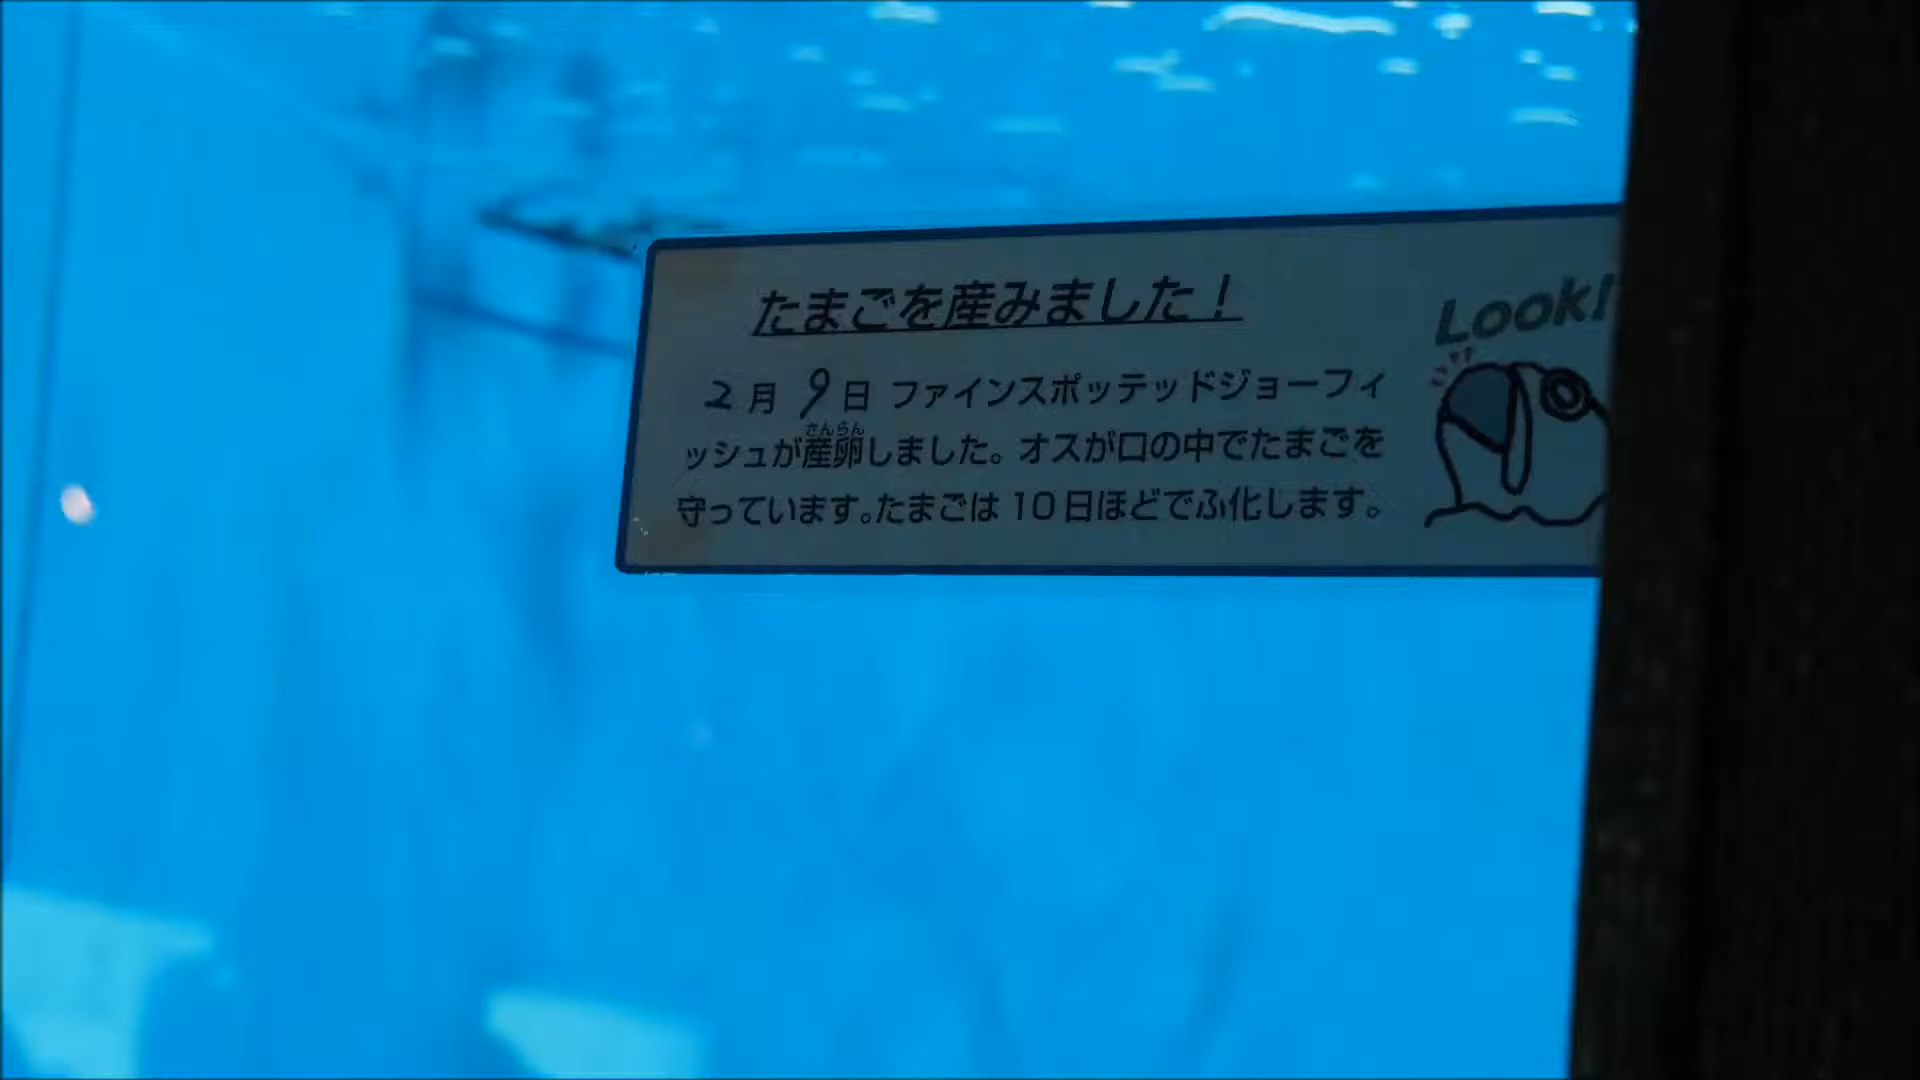 たまごを産みました!
2月9日 ファインスポッテッドジョーフィ
さんらん
ッシュが産卵しました。オスが口の中でたまごを
守っています。たまごは10日ほどでふ化します。
Look!